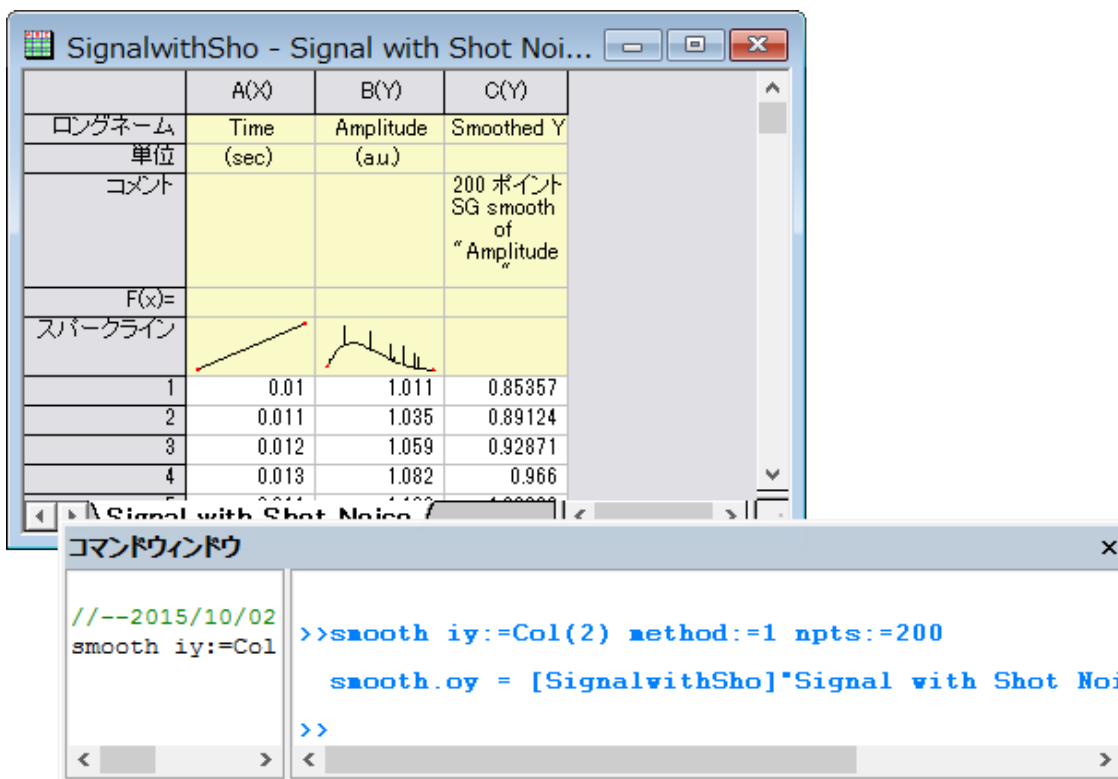 SignalwithSho - Signal with Shot Noi...
A(X) B(Y) C(Y)
ロングネーム Time Amplitude Smoothed Y
単位 (sec) (a.u.)
コメント 200 ポイント
SG smooth
of
"Amplitude
"
F(x)=
スパークライン
1 0.01 1.011 0.85357
2 0.011 1.035 0.89124
3 0.012 1.059 0.92871
4 0.013 1.082 0.966
Signal with Shot Noise
コマンドウィンドウ
//--2015/10/02
smooth iy:=Col
>>smooth iy:=Col(2) method:=1 npts:=200
smooth.oy = [SignalwithSho]"Signal with Shot Noi
>>